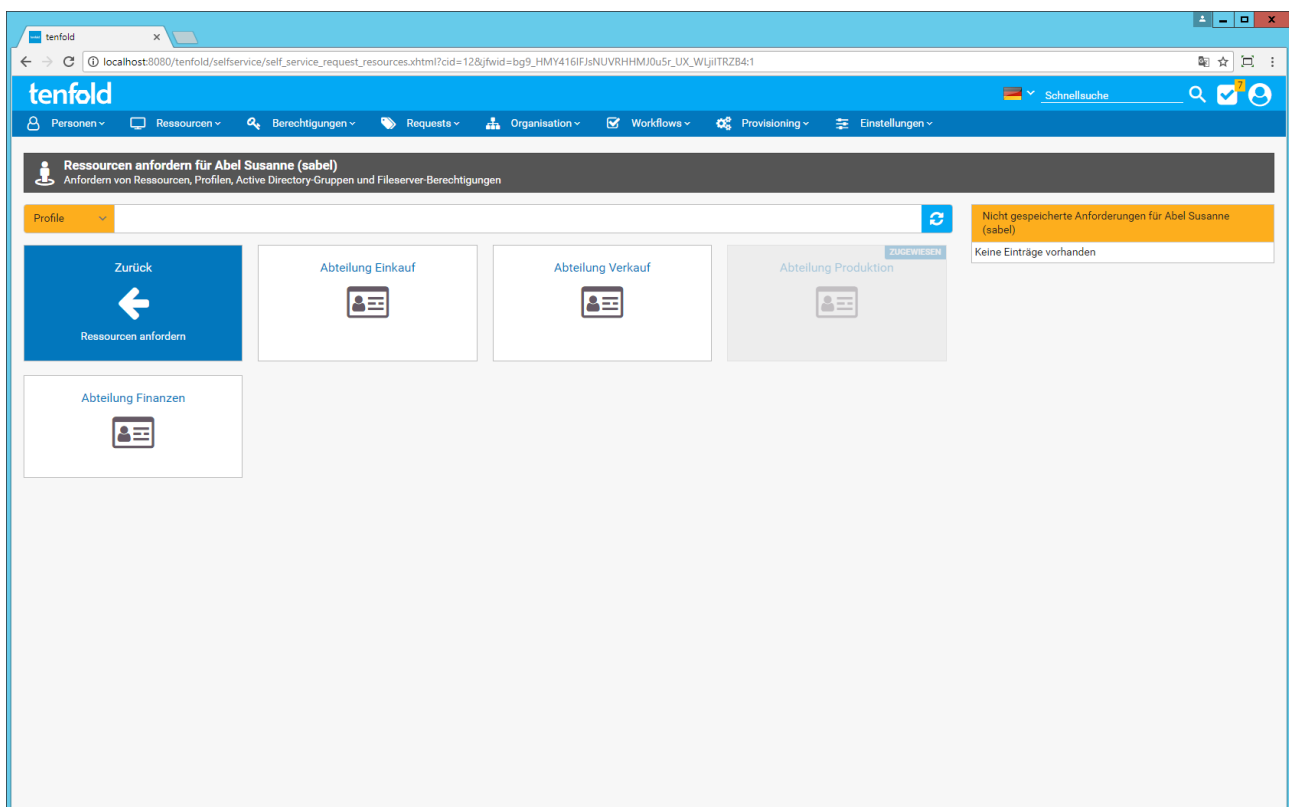 tenfold
localhost:8080/tenfold/selfservice/self_service_request_resources.xhtml?cid=12&jfwid=bg9_HMY416IFJsNUVRHHMJ0u5r_UX_WLjiITRZB4:1
tenfold
Schnellsuche
7
Personen
Ressourcen
Berechtigungen
Requests
Organisation
Workflows
Provisioning
Einstellungen
Ressourcen anfordern für Abel Susanne (sabel)
Anfordern von Ressourcen, Profilen, Active Directory-Gruppen und Fileserver-Berechtigungen
Profile
Nicht gespeicherte Anforderungen für Abel Susanne
(sabel)
Keine Einträge vorhanden
Zurück
Ressourcen anfordern
Abteilung Einkauf
Abteilung Verkauf
ZUGEWIESEN
Abteilung Produktion
Abteilung Finanzen